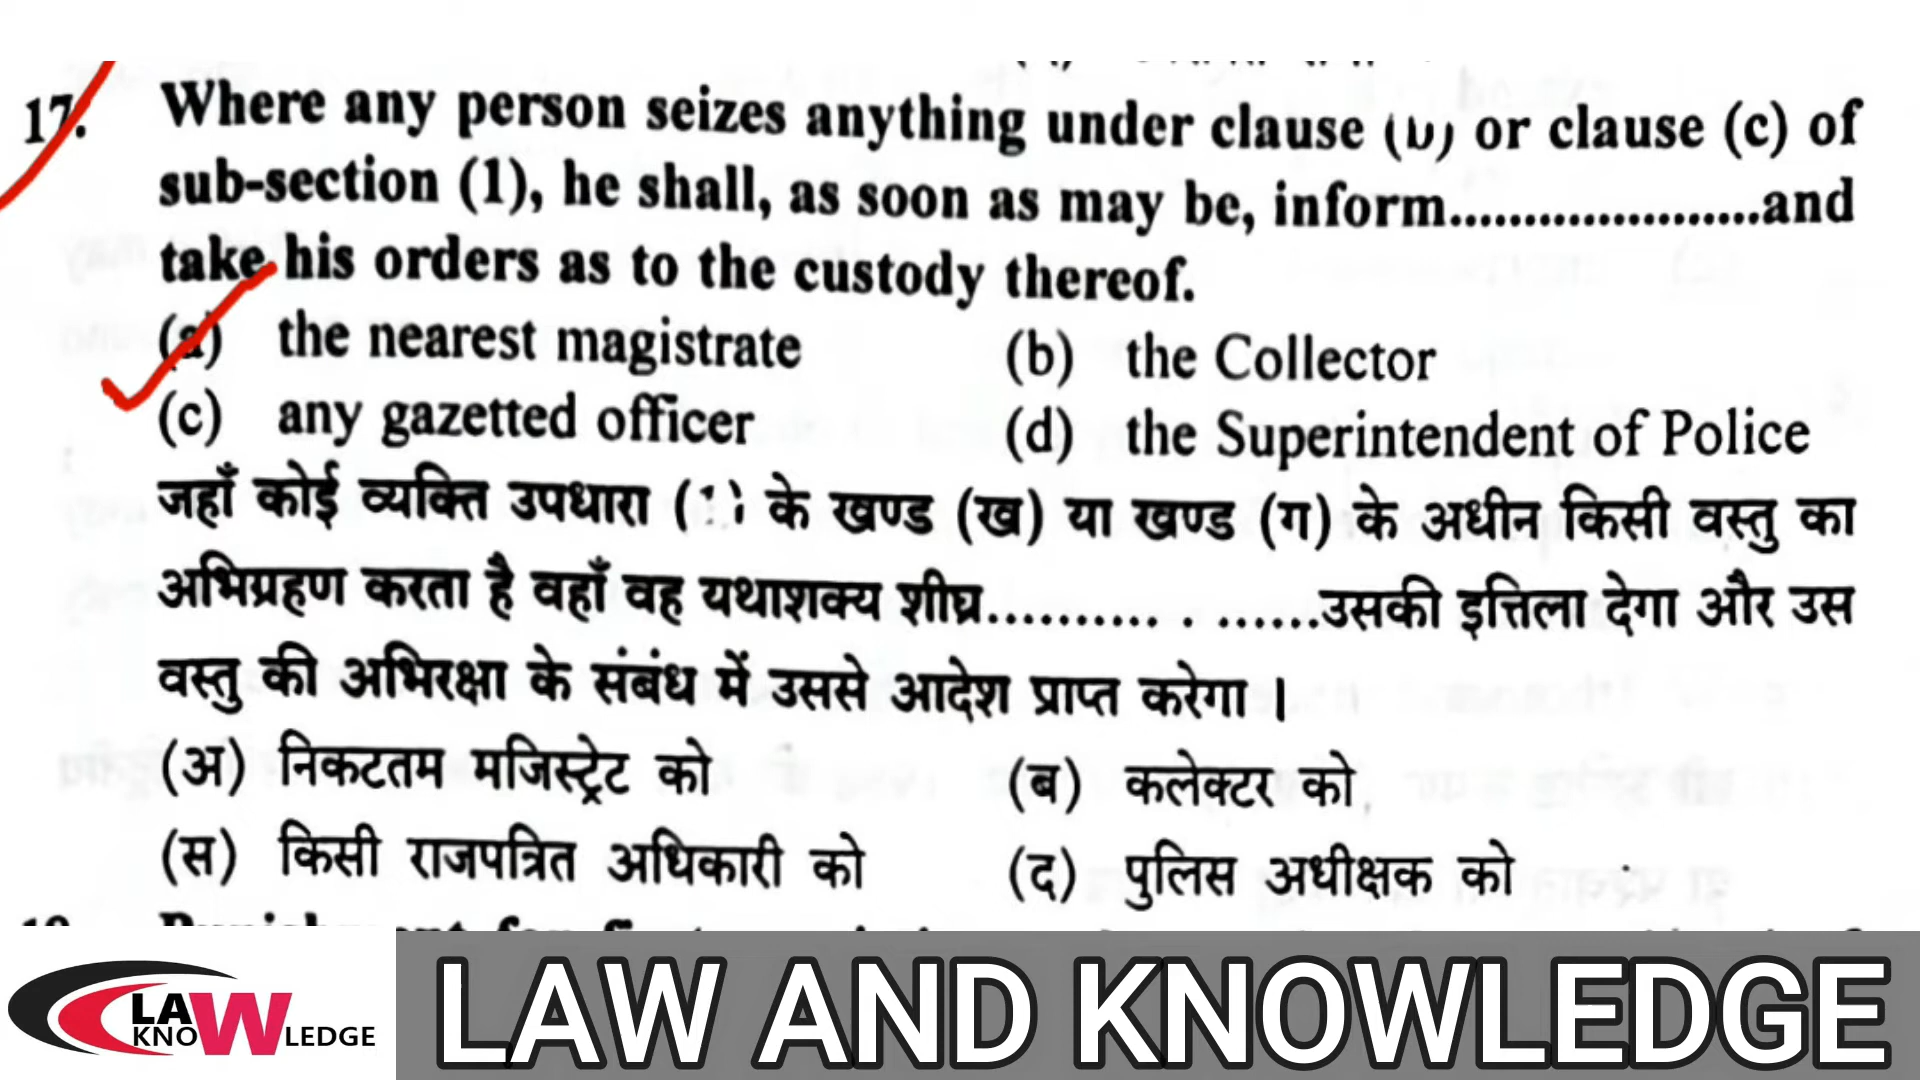 17. Where any person seizes anything under clause (b) or clause (c) of
sub-section (1), he shall, as soon as may be, inform.....................and
take his orders as to the custody thereof.
(a) the nearest magistrate (b) the Collector
(c) any gazetted officer (d) the Superintendent of Police
जहाँ कोई व्यक्ति उपधारा (1) के खण्ड (ख) या खण्ड (ग) के अधीन किसी वस्तु का
अभिग्रहण करता है वहाँ वह यथाशक्य शीघ्र.......... . ......उसकी इत्तिला देगा और उस
वस्तु की अभिरक्षा के संबंध में उससे आदेश प्राप्त करेगा ।
(अ) निकटतम मजिस्ट्रेट को (ब) कलेक्टर को
(स) किसी राजपत्रित अधिकारी को (द) पुलिस अधीक्षक को
LAW
KNOWLEDGE
LAW AND KNOWLEDGE